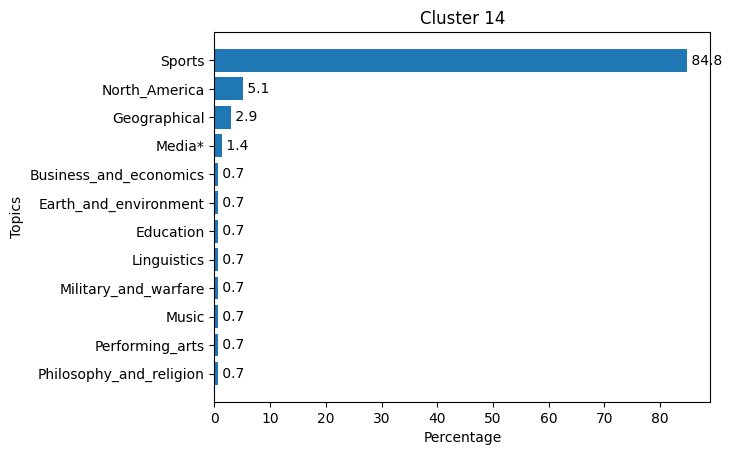 Cluster 14
Sports 84.8
North_America 5.1
Geographical 2.9
Media* 1.4
Business_and_economics 0.7
Earth_and_environment 0.7
Education 0.7
Linguistics 0.7
Military_and_warfare 0.7
Music 0.7
Performing_arts 0.7
Philosophy_and_religion 0.7
Topics
0 10 20 30 40 50 60 70 80
Percentage